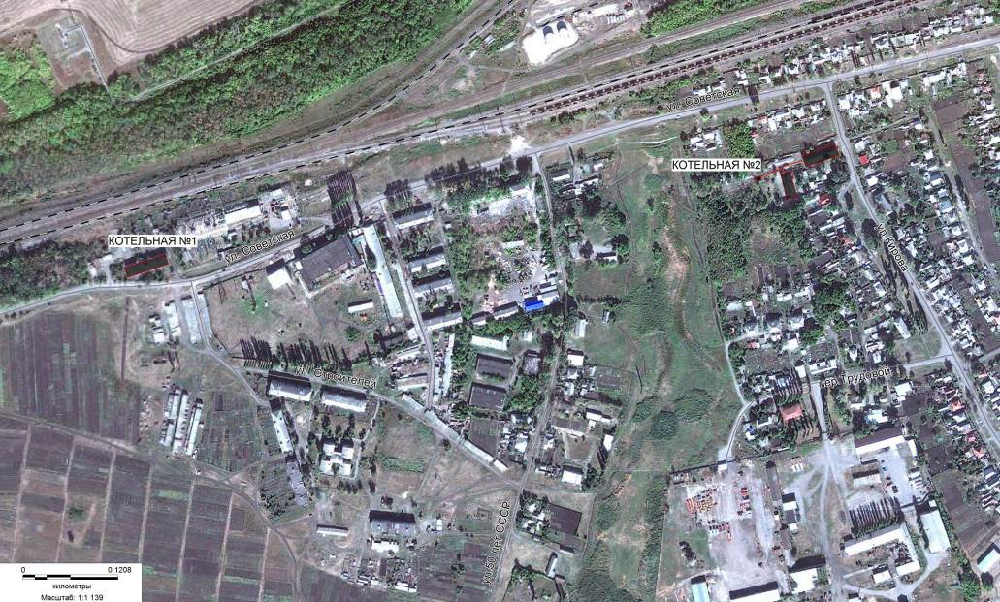 ул. Советская
КОТЕЛЬНАЯ №2
ул. Кирова
КОТЕЛЬНАЯ №1
ул. Советская
ул. Строителей
пер. Трудовой
ул. 50 лет СССР
0 0,1208
километры
Масштаб: 1:1 139